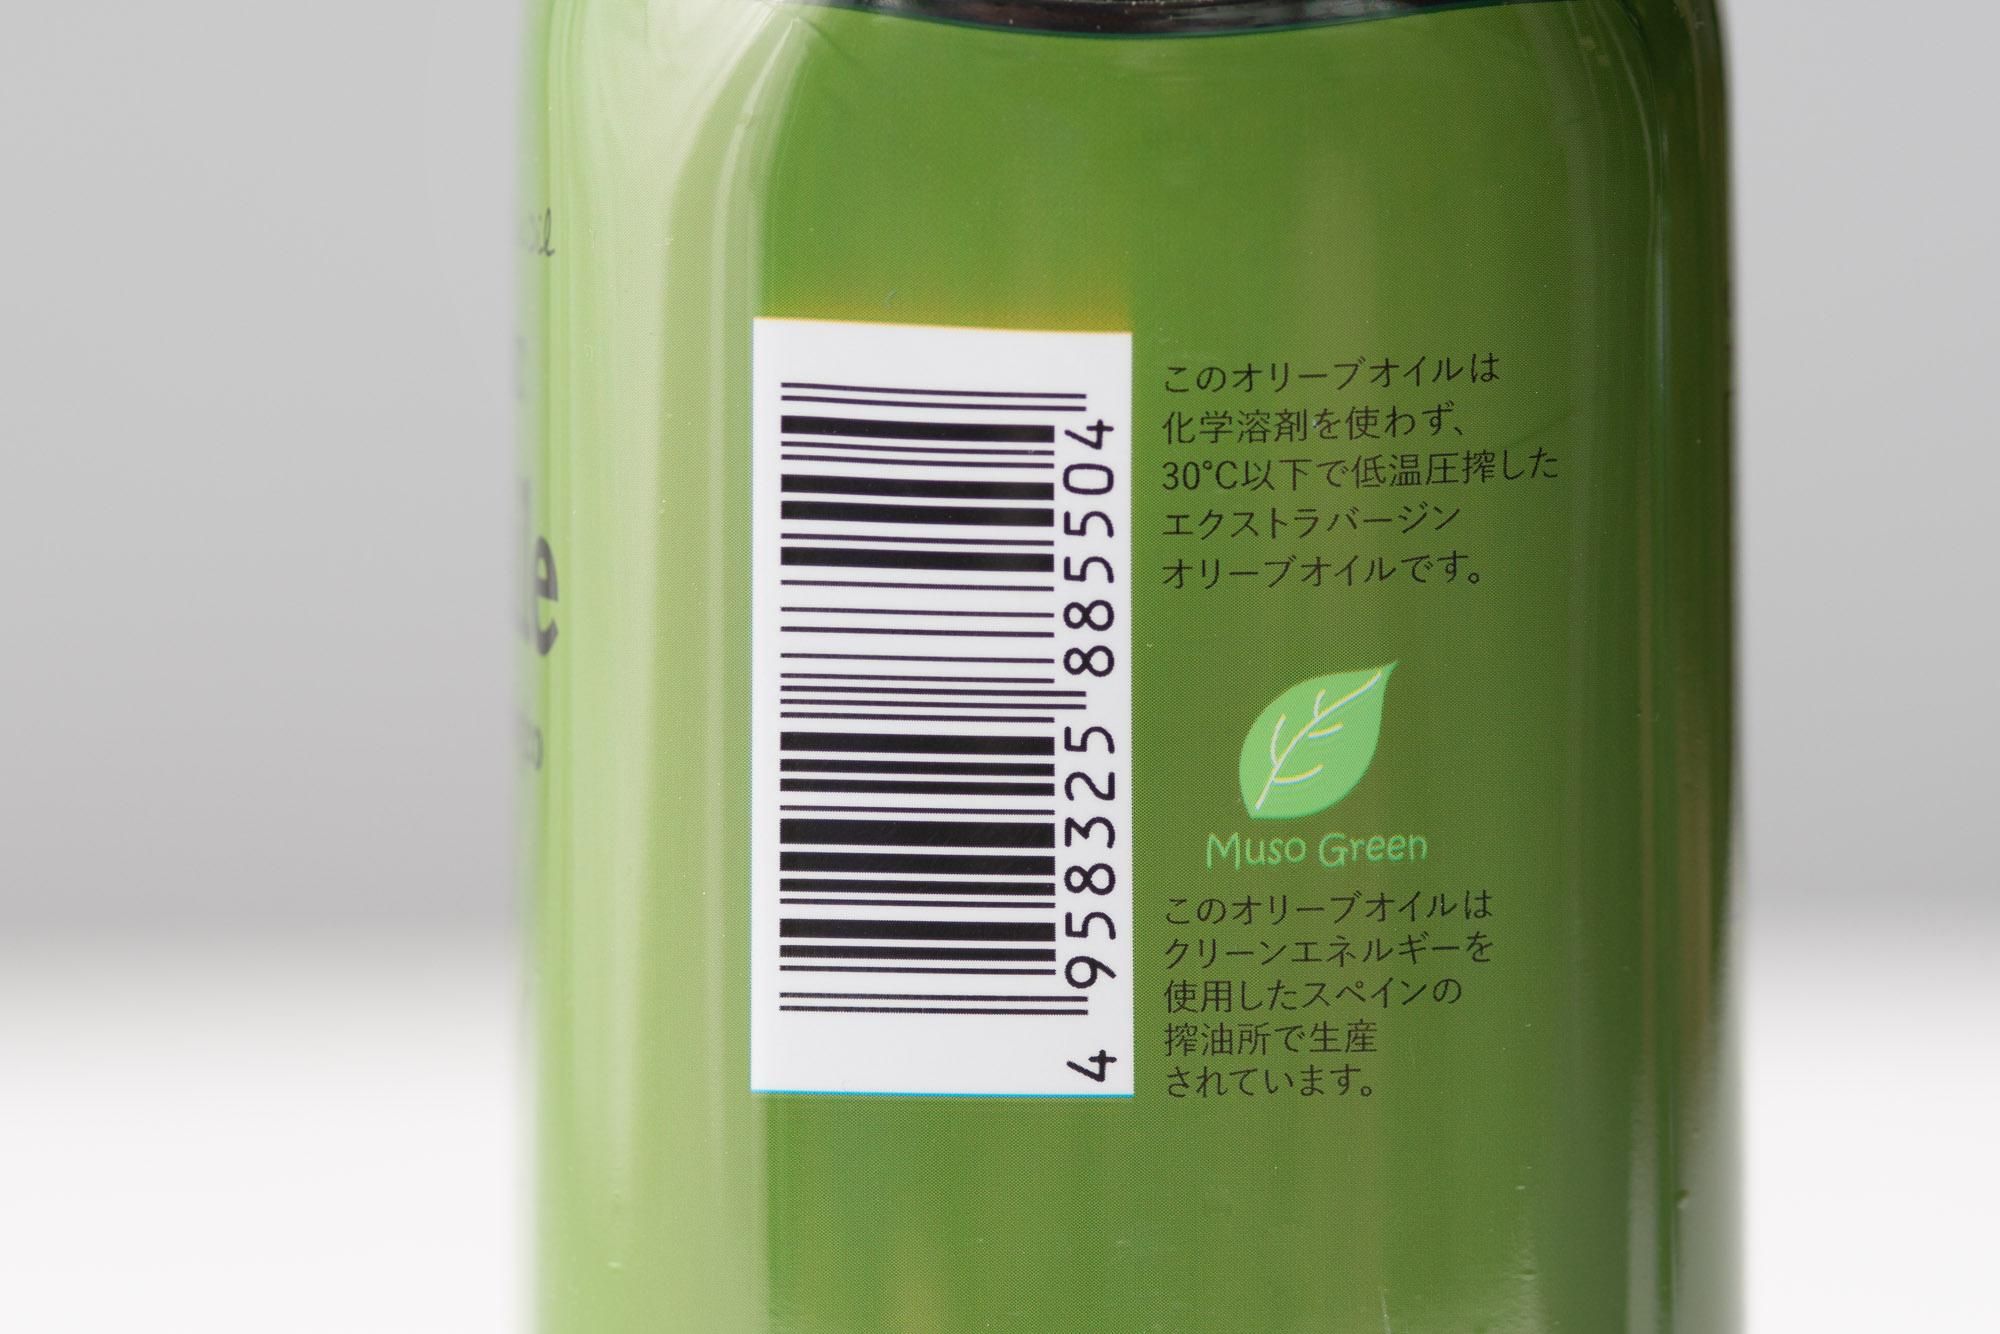 4 958325 885504
このオリーブオイルは
化学溶剤を使わず、
30℃以下で低温圧搾した
エクストラバージン
オリーブオイルです。
Muso Green
このオリーブオイルは
クリーンエネルギーを
使用したスペインの
搾油所で生産
されています。